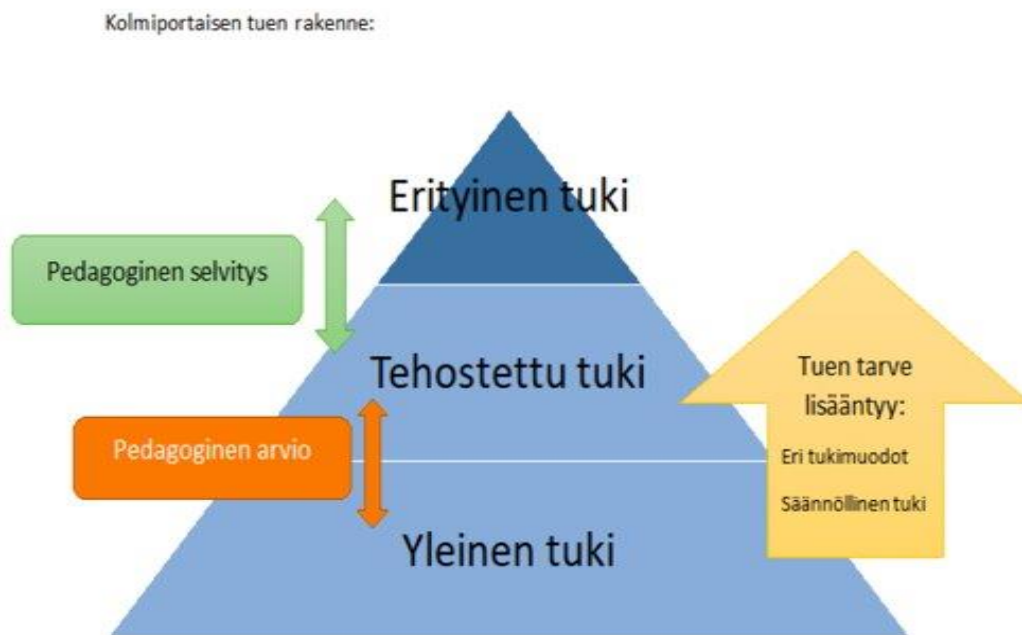 Kolmiportaisen tuen rakenne:
Erityinen tuki
Pedagoginen selvitys
Tehostettu tuki
Pedagoginen arvio
Yleinen tuki
Tuen tarve
lisääntyy:
Eri tukimuodot
Säännöllinen tuki